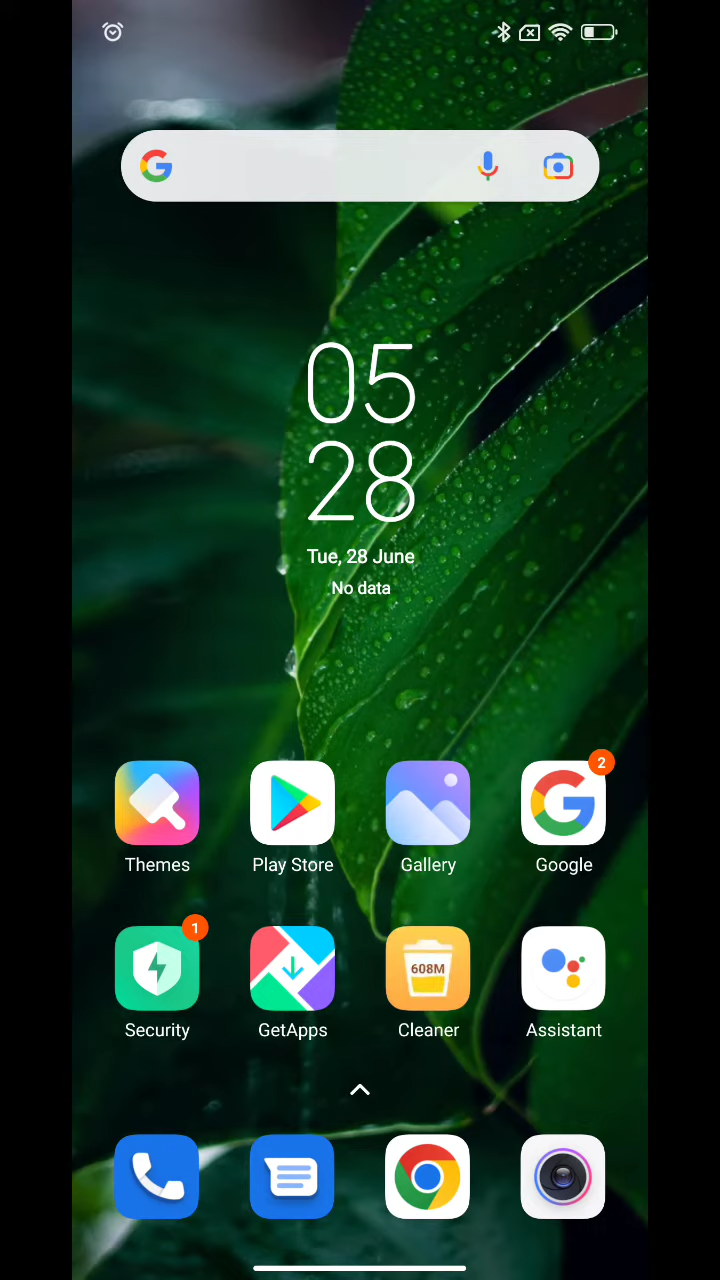 05
28
Tue, 28 June
No data
2
Themes
Play Store
Gallery
Google
1
608M
Security
GetApps
Cleaner
Assistant